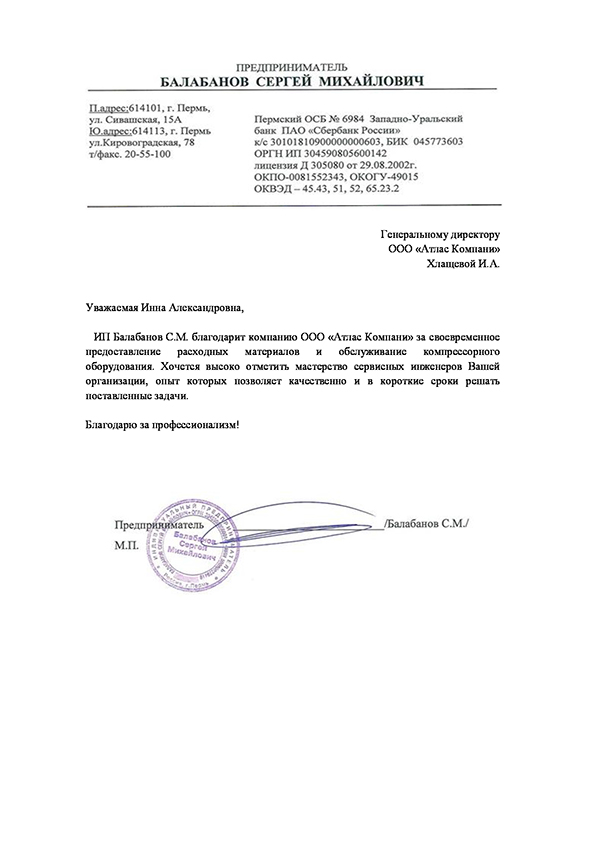 ПРЕДПРИНИМАТЕЛЬ
БАЛАБАНОВ СЕРГЕЙ МИХАЙЛОВИЧ
П.адрес:614101, г. Пермь,
ул. Сивашская, 15А
Ю.адрес:614113, г. Пермь
ул.Кировоградская, 78
т/факс. 20-55-100
Пермский ОСБ № 6984 Западно-Уральский
банк ПАО «Сбербанк России»
к/с 30101810900000000603, БИК 045773603
ОРГН ИП 304590805600142
лицензия Д 305080 от 29.08.2002г.
ОКПО-0081552343, ОКОГУ-49015
ОКВЭД – 45.43, 51, 52, 65.23.2
Генеральному директору
ООО «Атлас Компани»
Хлащевой И.А.
Уважаемая Инна Александровна,
ИП Балабанов С.М. благодарит компанию ООО «Атлас Компани» за своевременное
предоставление расходных материалов и обслуживание компрессорного
оборудования. Хочется высоко отметить мастерство сервисных инженеров Вашей
организации, опыт которых позволяет качественно и в короткие сроки решать
поставленные задачи.
Благодарю за профессионализм!
Предприниматель /Балабанов С.М./
М.П.
ИНДИВИДУАЛЬНЫЙ ПРЕДПРИНИМАТЕЛЬ
Балабанов
Сергей
Михайлович
Россия, г.Пермь